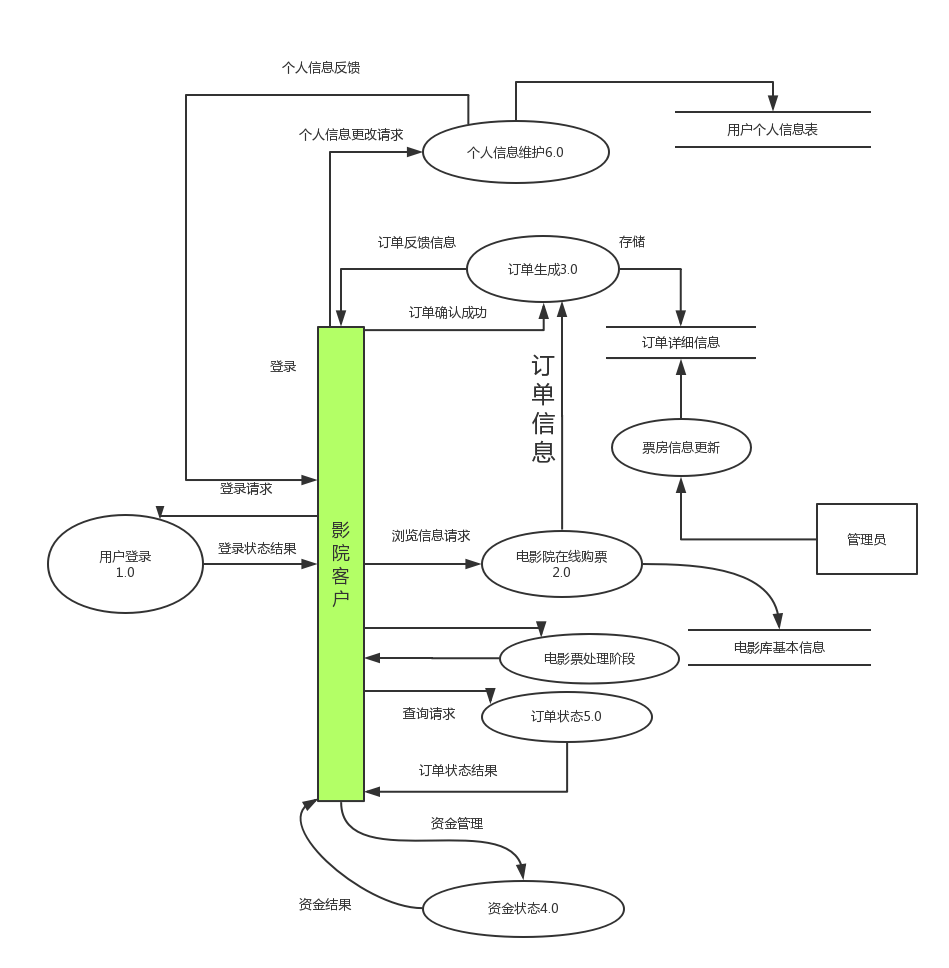 个人信息反馈
个人信息更改请求
个人信息维护6.0
用户个人信息表
订单反馈信息
订单生成3.0
存储
订单确认成功
订单详细信息
登录
订
单
信
息
票房信息更新
登录请求
影
院
客
户
浏览信息请求
管理员
用户登录
1.0
登录状态结果
电影院在线购票
2.0
电影库基本信息
电影票处理阶段
查询请求
订单状态5.0
订单状态结果
资金管理
资金结果
资金状态4.0